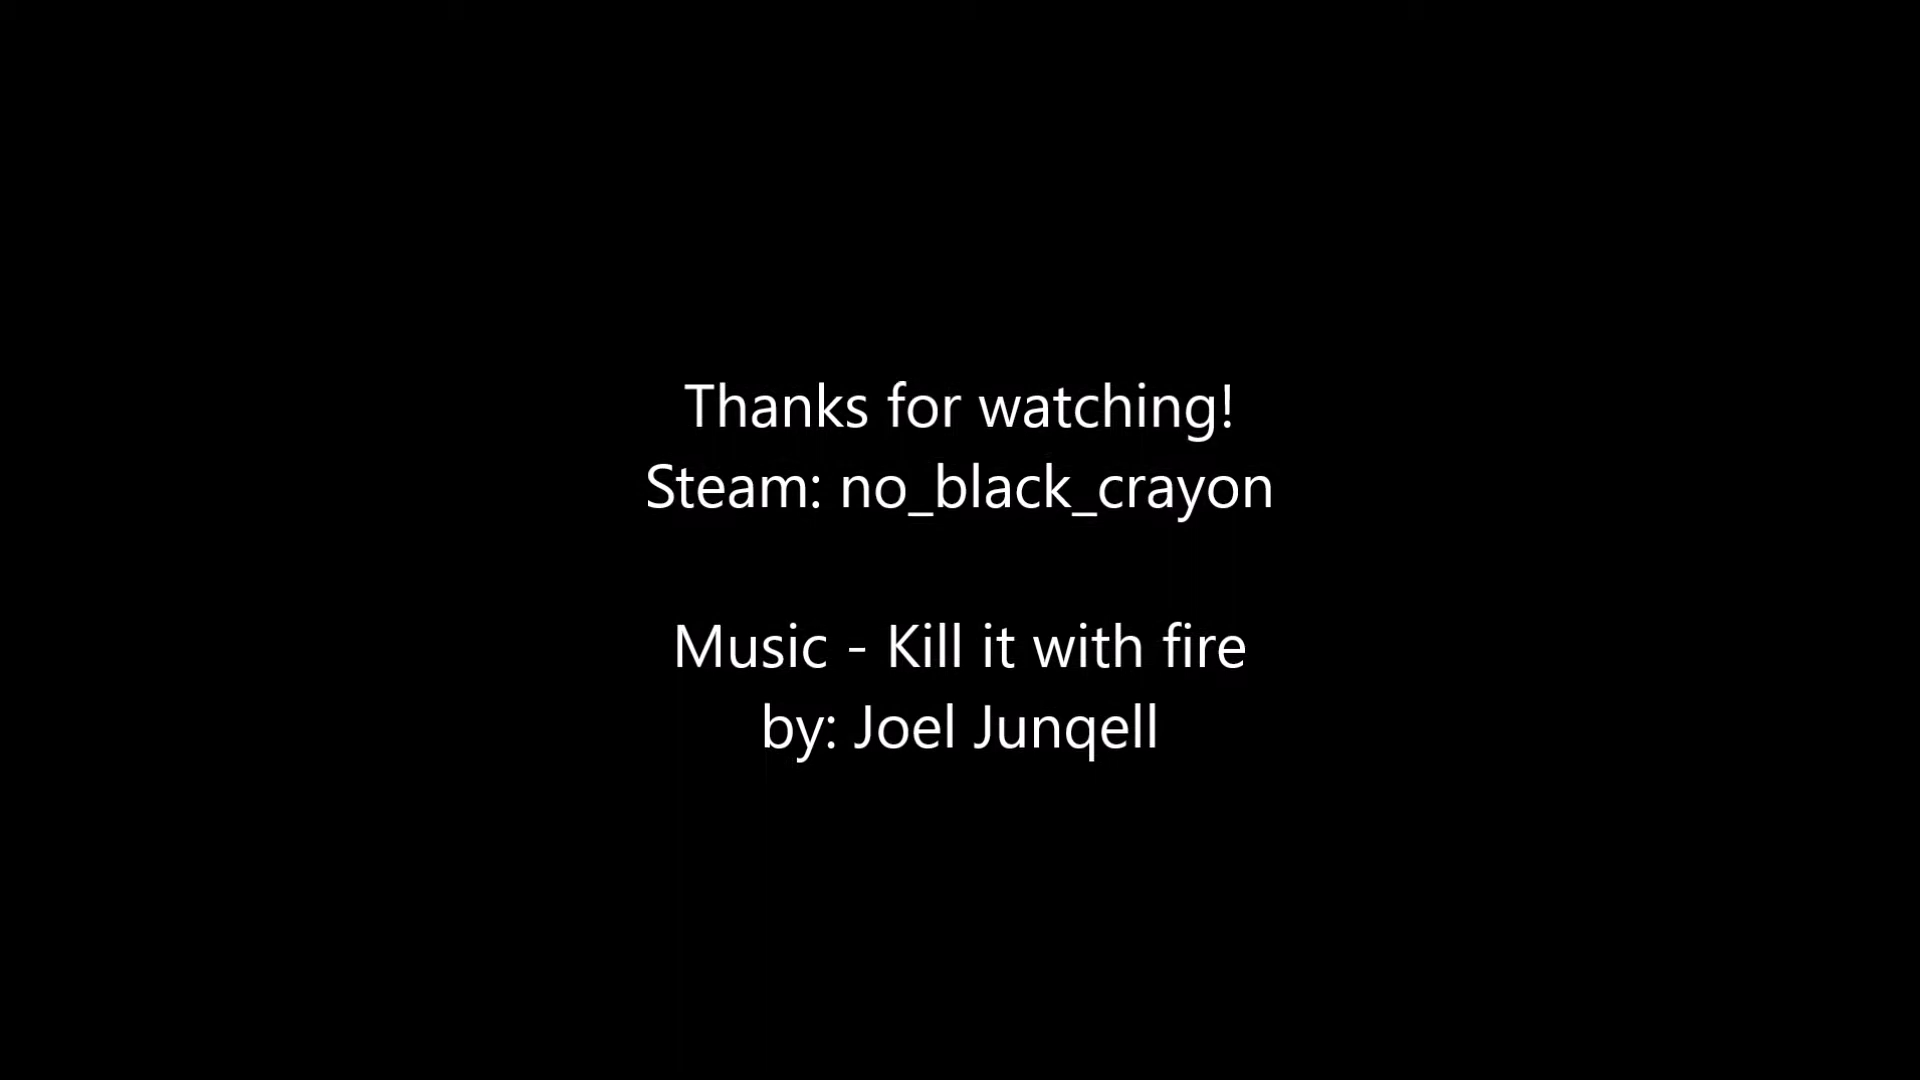 Thanks for watching!
Steam: no_black_crayon
Music - Kill it with fire
by: Joel Junqell